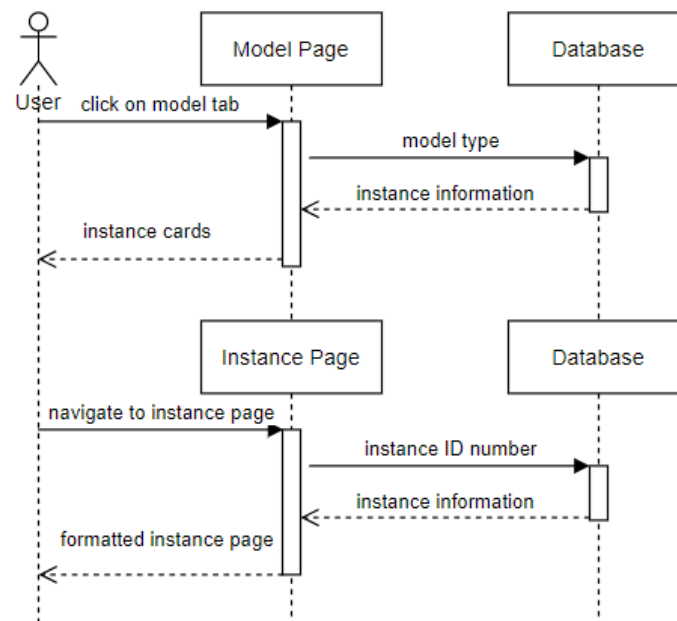 Model Page
Database
User
click on model tab
model type
instance information
instance cards
Instance Page
Database
navigate to instance page
instance ID number
instance information
formatted instance page